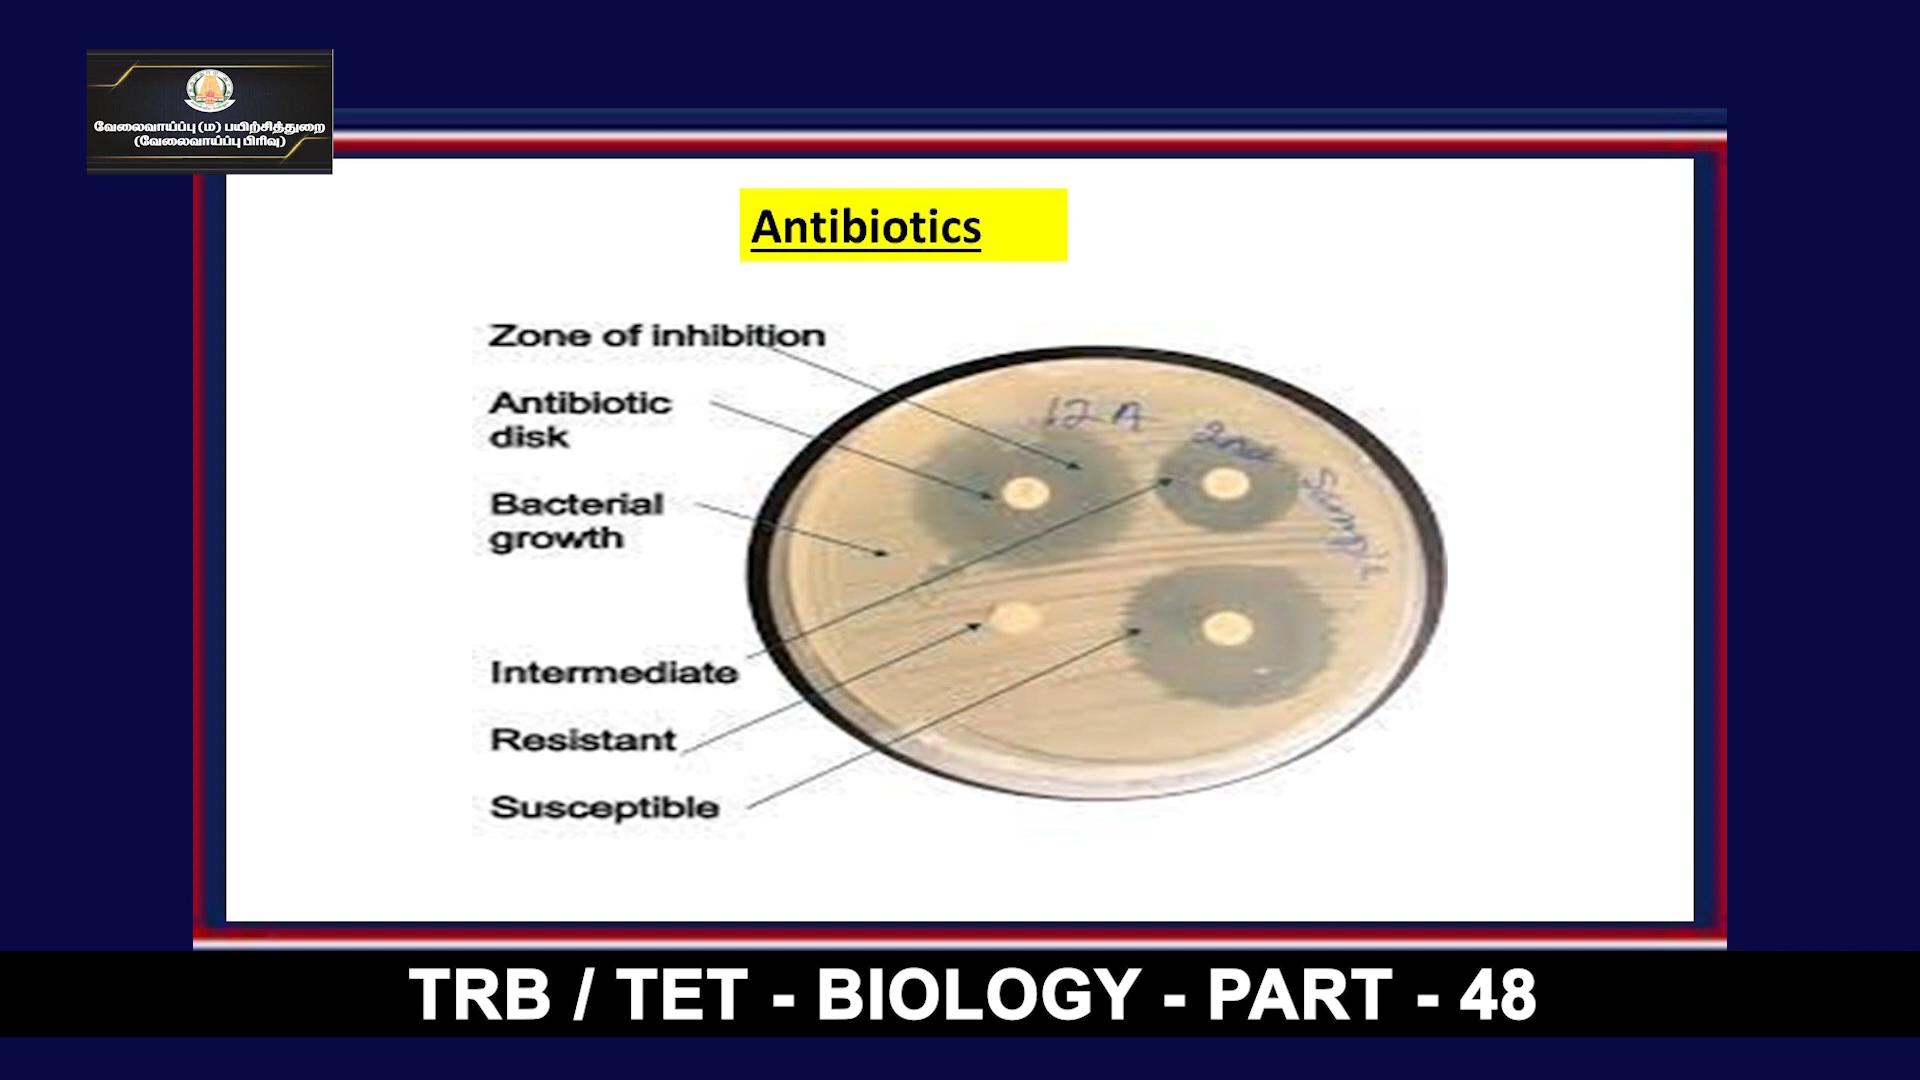 வேலைவாய்ப்பு (ம) பயிற்சித்துறை
(வேலைவாய்ப்பு பிரிவு)
Antibiotics
Zone of inhibition
Antibiotic
disk
Bacterial
growth
Intermediate
Resistant
Susceptible
12 A
TRB / TET - BIOLOGY - PART - 48